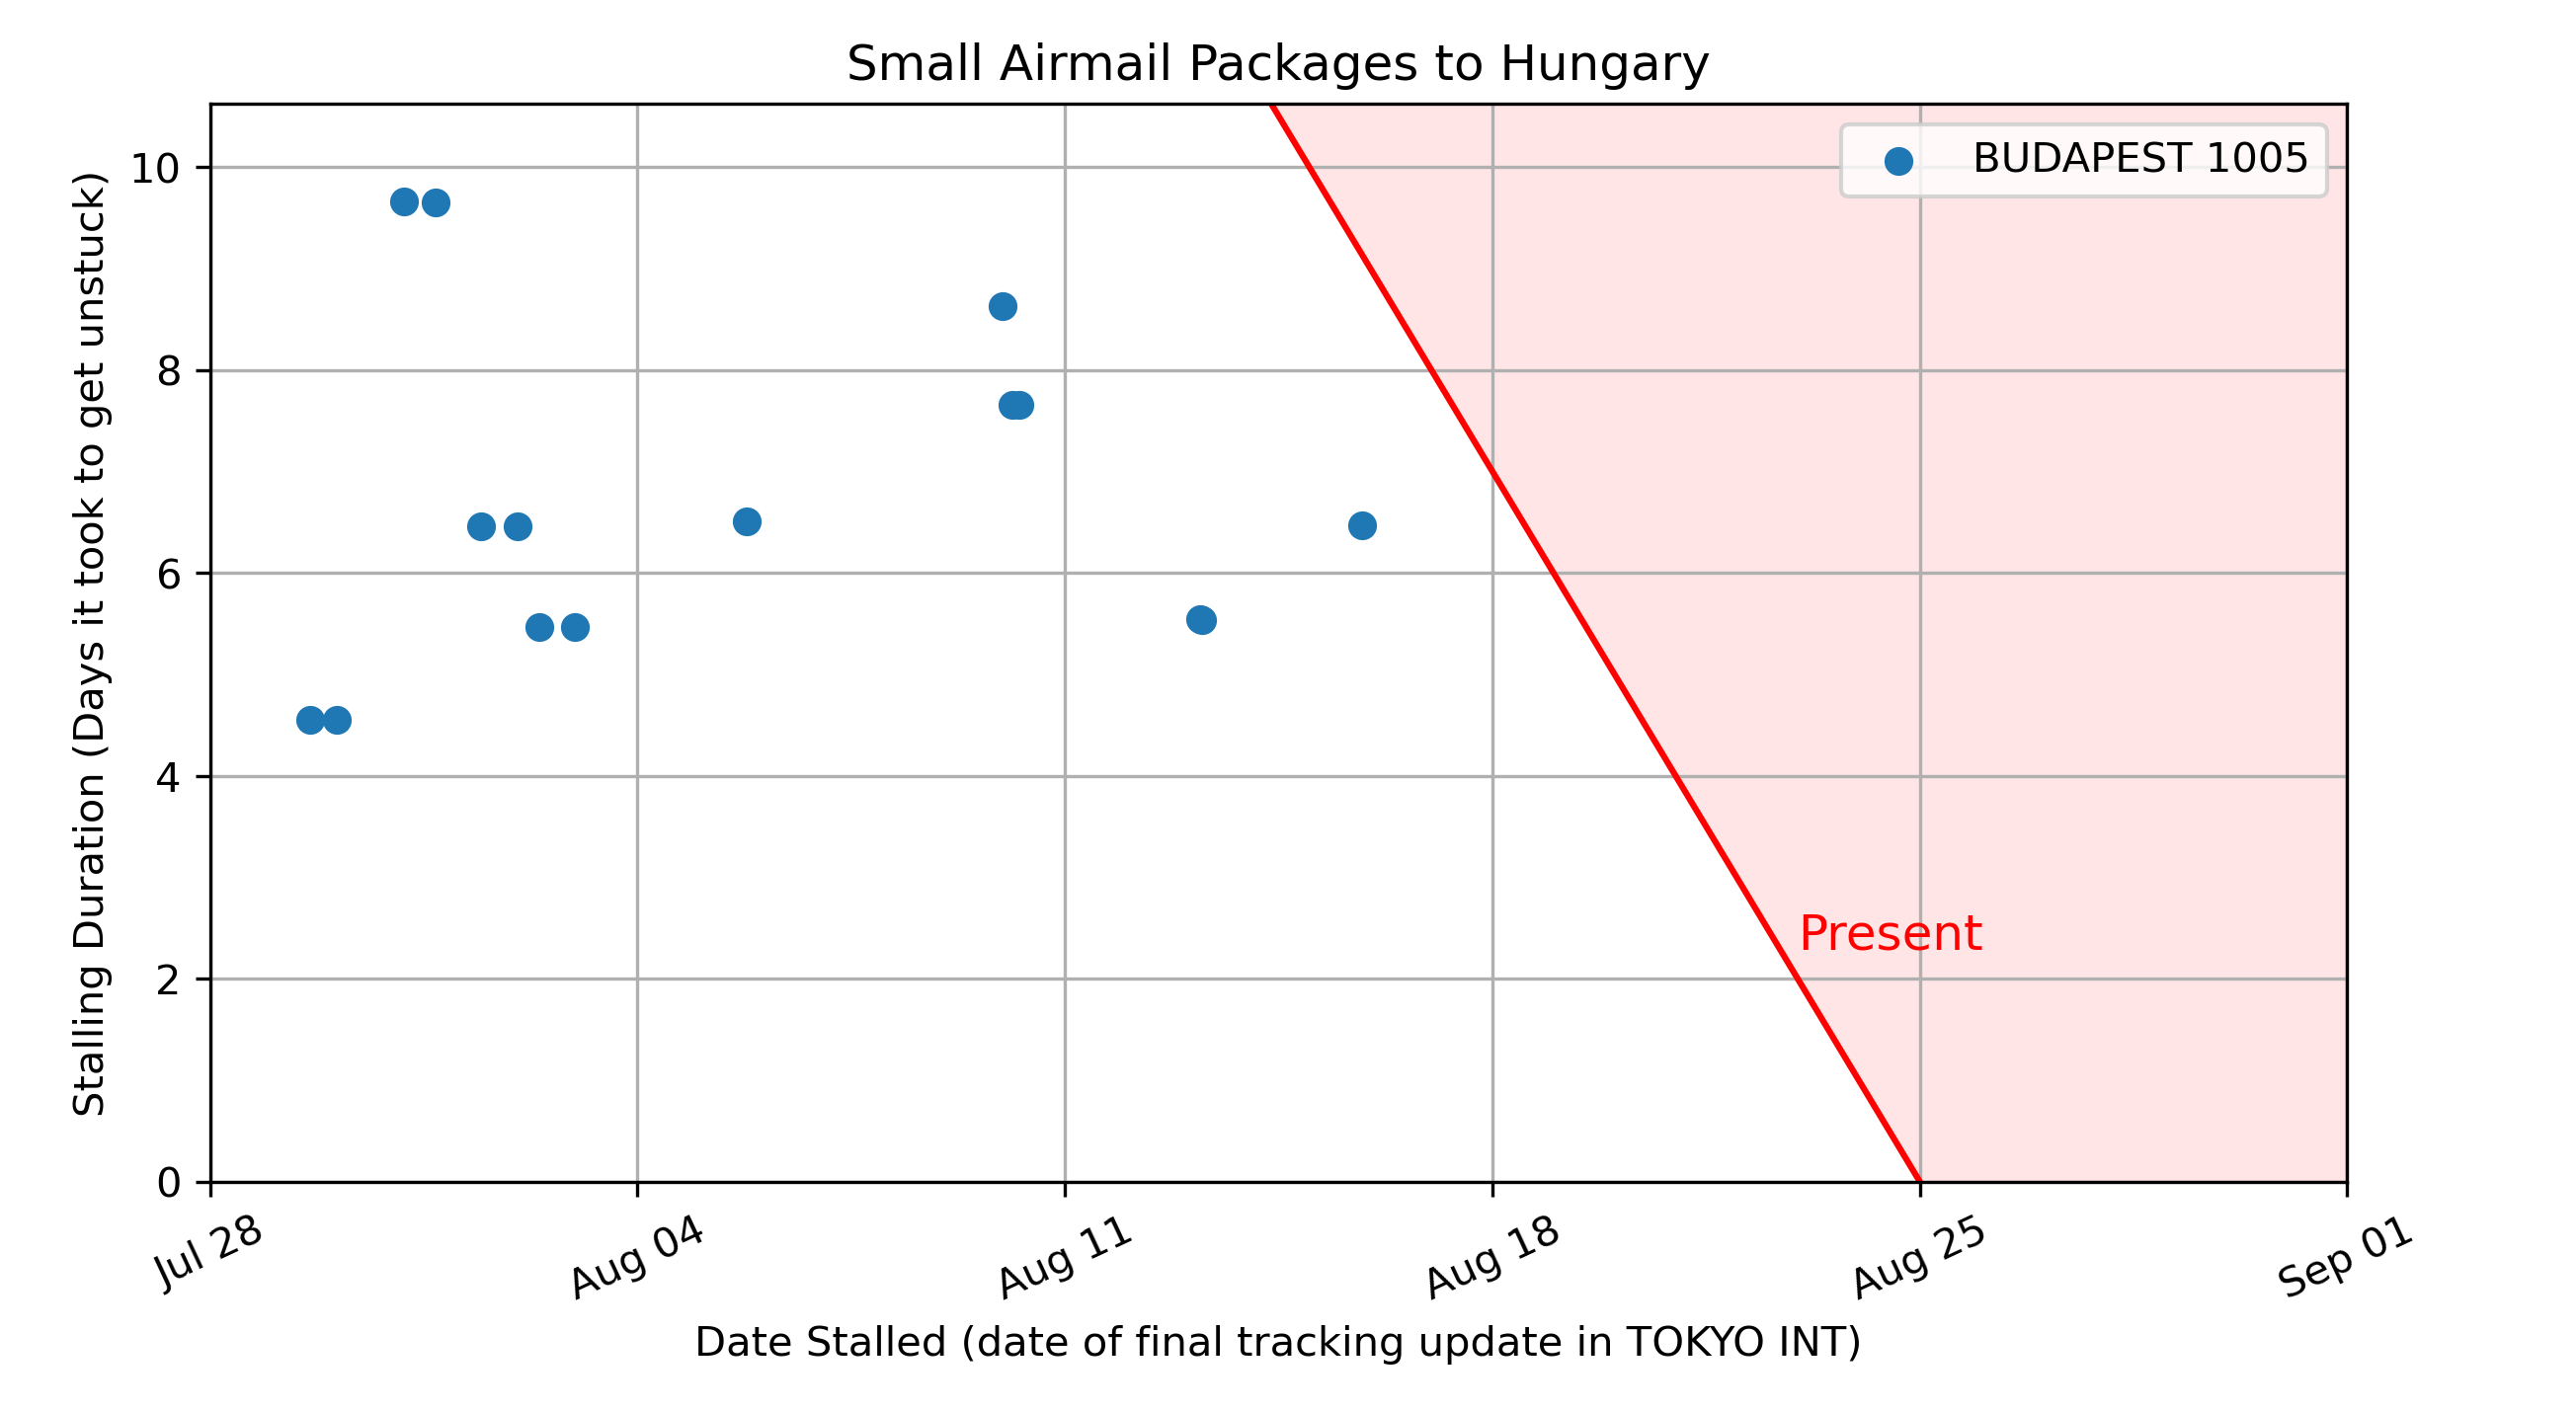 Small Airmail Packages to Hungary
BUDAPEST 1005
Stalling Duration (Days it took to get unstuck)
10
8
6
4
2
0
Present
Jul 28
Aug 04
Aug 11
Aug 18
Aug 25
Sep 01
Date Stalled (date of final tracking update in TOKYO INT)